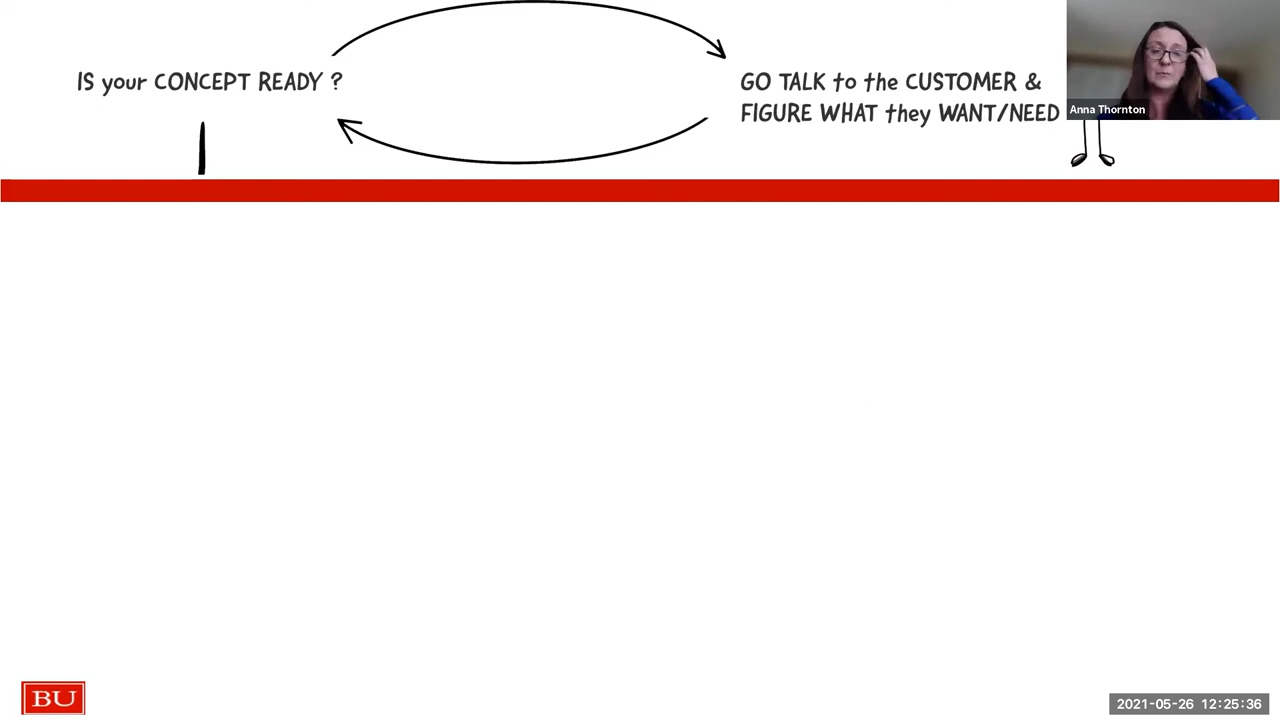 IS your CONCEPT READY ?
GO TALK to the CUSTOMER &
FIGURE WHAT they WANT/NEED
Anna Thornton
BU
2021-05-26 12:25:36